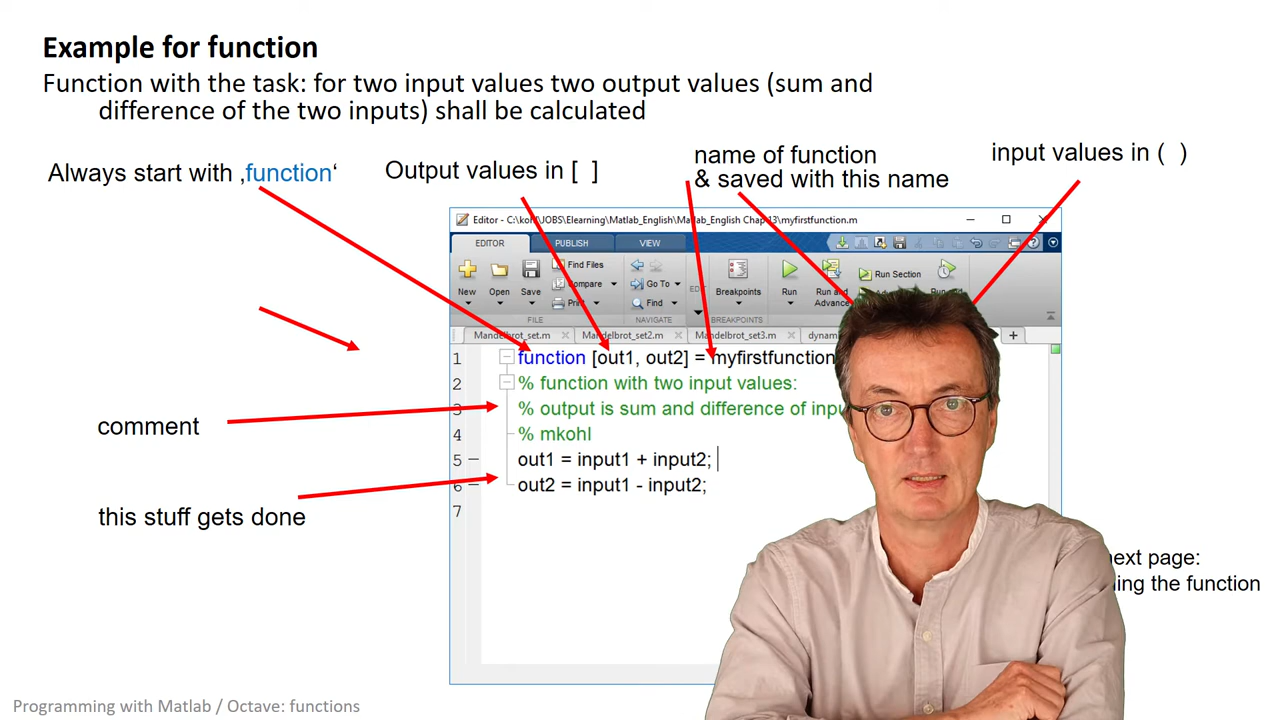 Example for function
Function with the task: for two input values two output values (sum and
difference of the two inputs) shall be calculated
Always start with ‚function‘
Output values in [ ]
name of function
& saved with this name
input values in ( )
Editor - C:\kohl\JOBS\Elearning\Matlab_English\Matlab_English Chap 13\myfirstfunction.m
EDITOR PUBLISH VIEW
New
Open
Save
Find Files
Compare
Print
Go To
Find
Breakpoints
Run
Run and
Advance
Run Section
FILE NAVIGATE BREAKPOINTS
Mandelbrot_set.m Mandelbrot_set2.m Mandelbrot_set3.m
1 function [out1, out2] = myfirstfunction
2 % function with two input values:
3 % output is sum and difference of
4 % mkohl
5 out1 = input1 + input2;
6 out2 = input1 - input2;
7
comment
this stuff gets done
page:
the function
Programming with Matlab / Octave: functions